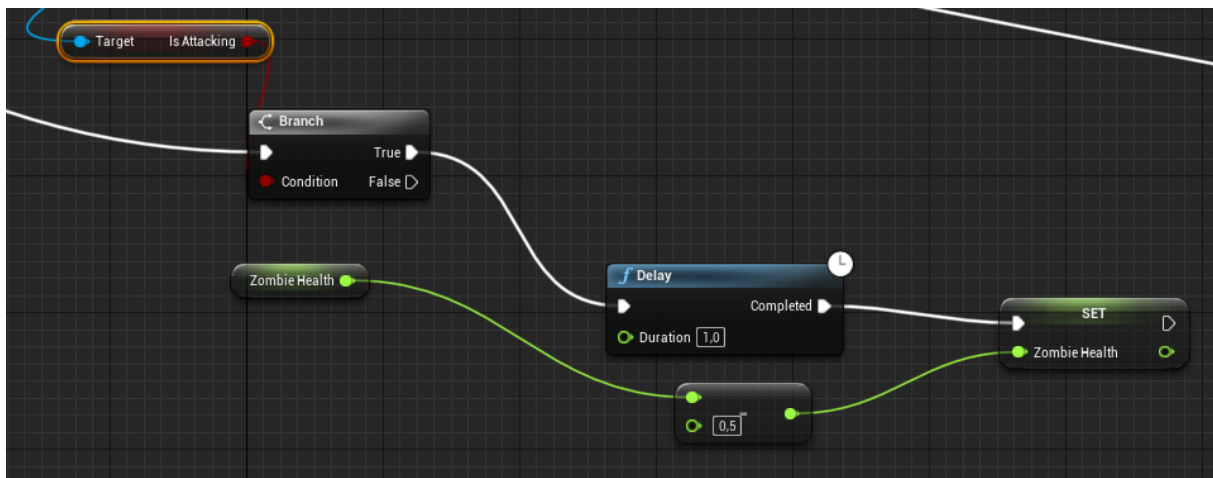 Target Is Attacking
Branch
True
Condition False
Zombie Health
f Delay
Completed
Duration 1,0
SET
Zombie Health
-
0,5